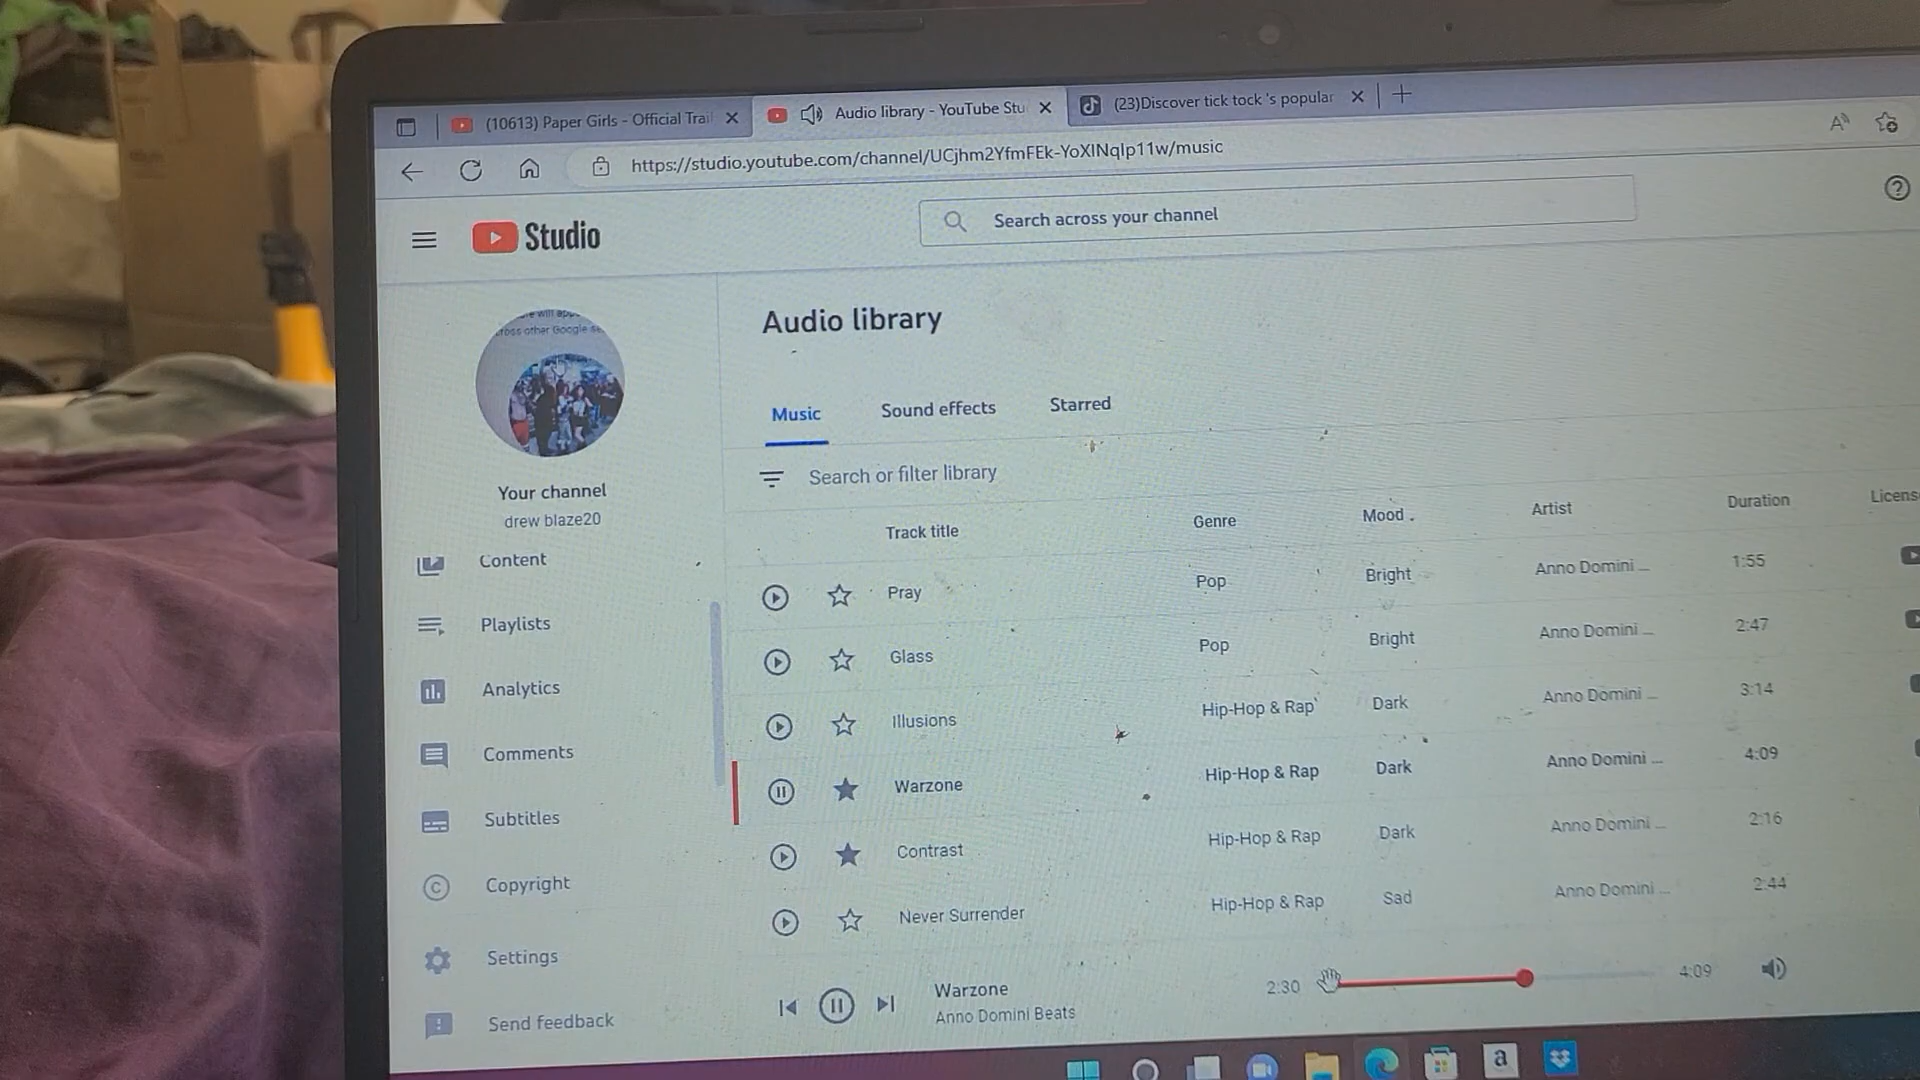 (10613) Paper Girls - Official Trai
Audio library - YouTube Stu
(23)Discover tick tock 's popular
https://studio.youtube.com/channel/UCjhm2YfmFEk-YoXINqIp11w/music
Studio
Search across your channel
Your channel
drew blaze20
Content
Playlists
Analytics
Comments
Subtitles
Copyright
Settings
Send feedback
Audio library
Music Sound effects Starred
Search or filter library
Track title Genre Mood Artist Duration Licens
Pray Pop Bright Anno Domini ... 1:55
Glass Pop Bright Anno Domini ... 2:47
Illusions Hip-Hop & Rap Dark Anno Domini ... 3:14
Warzone Hip-Hop & Rap Dark Anno Domini ... 4:09
Contrast Hip-Hop & Rap Dark Anno Domini ... 2:16
Never Surrender Hip-Hop & Rap Sad Anno Domini ... 2:44
Warzone
Anno Domini Beats
2:30 4:09
a